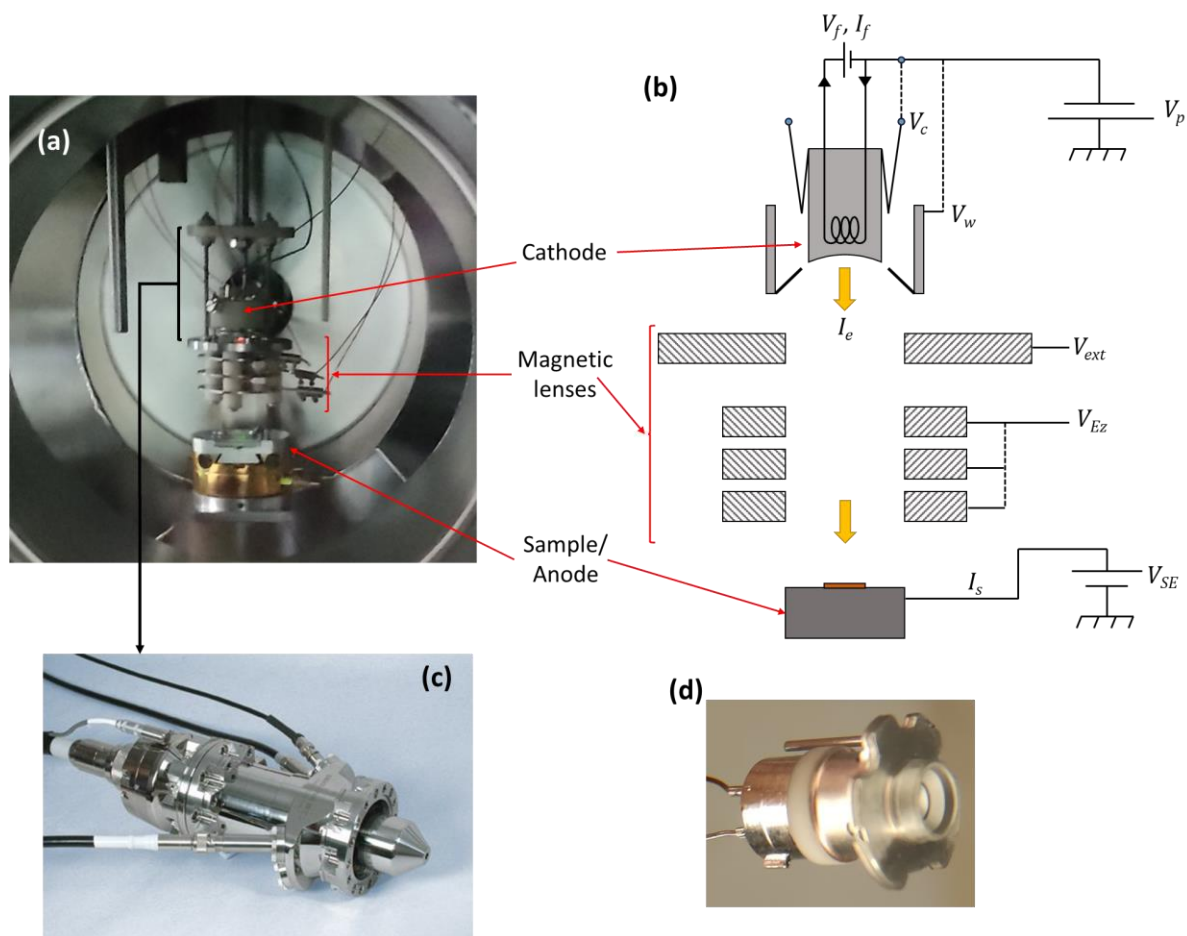 (a)
(b)
V_f, I_f
V_c
V_p
V_w
Cathode
I_e
Magnetic
lenses
V_ext
V_Ez
Sample/
Anode
I_s
V_SE
(c)
(d)